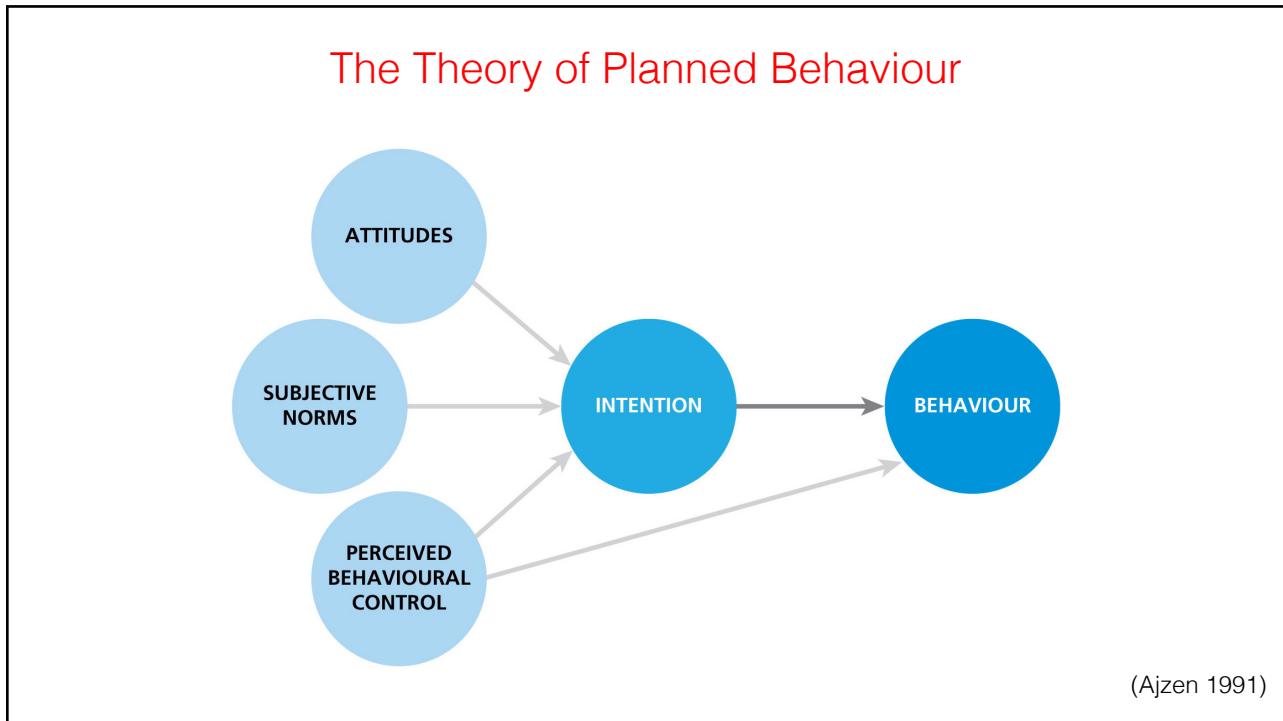 The Theory of Planned Behaviour
ATTITUDES
SUBJECTIVE
NORMS
PERCEIVED
BEHAVIOURAL
CONTROL
INTENTION
BEHAVIOUR
(Ajzen 1991)